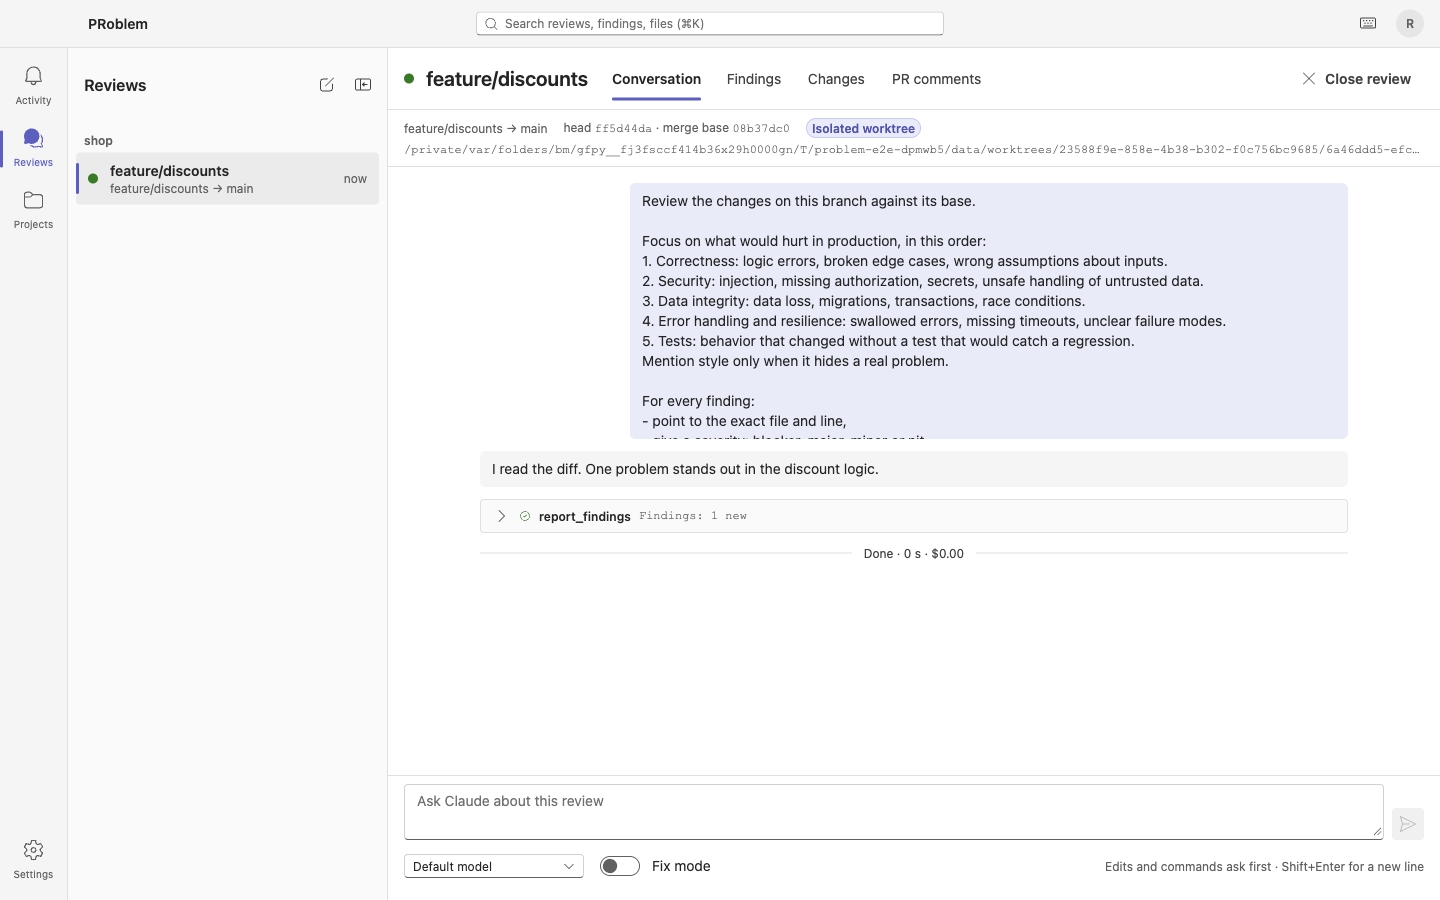 PRoblem
Search reviews, findings, files (⌘K)
R
Activity
Reviews
Projects
Settings
Reviews
shop
feature/discounts
feature/discounts → main
now
feature/discounts
Conversation
Findings
Changes
PR comments
Close review
feature/discounts → main
head ff5d44da · merge base 08b37dc0
Isolated worktree
/private/var/folders/bm/gfpy__fj3fsccf414b36x29h0000gn/T/problem-e2e-dpmwb5/data/worktrees/23588f9e-858e-4b38-b302-f0c756bc9685/6a46ddd5-efc…
Review the changes on this branch against its base.
Focus on what would hurt in production, in this order:
1. Correctness: logic errors, broken edge cases, wrong assumptions about inputs.
2. Security: injection, missing authorization, secrets, unsafe handling of untrusted data.
3. Data integrity: data loss, migrations, transactions, race conditions.
4. Error handling and resilience: swallowed errors, missing timeouts, unclear failure modes.
5. Tests: behavior that changed without a test that would catch a regression.
Mention style only when it hides a real problem.
For every finding:
- point to the exact file and line,
- give a severity: blocker, major, minor or nit
I read the diff. One problem stands out in the discount logic.
report_findings Findings: 1 new
Done · 0 s · $0.00
Ask Claude about this review
Default model
Fix mode
Edits and commands ask first · Shift+Enter for a new line